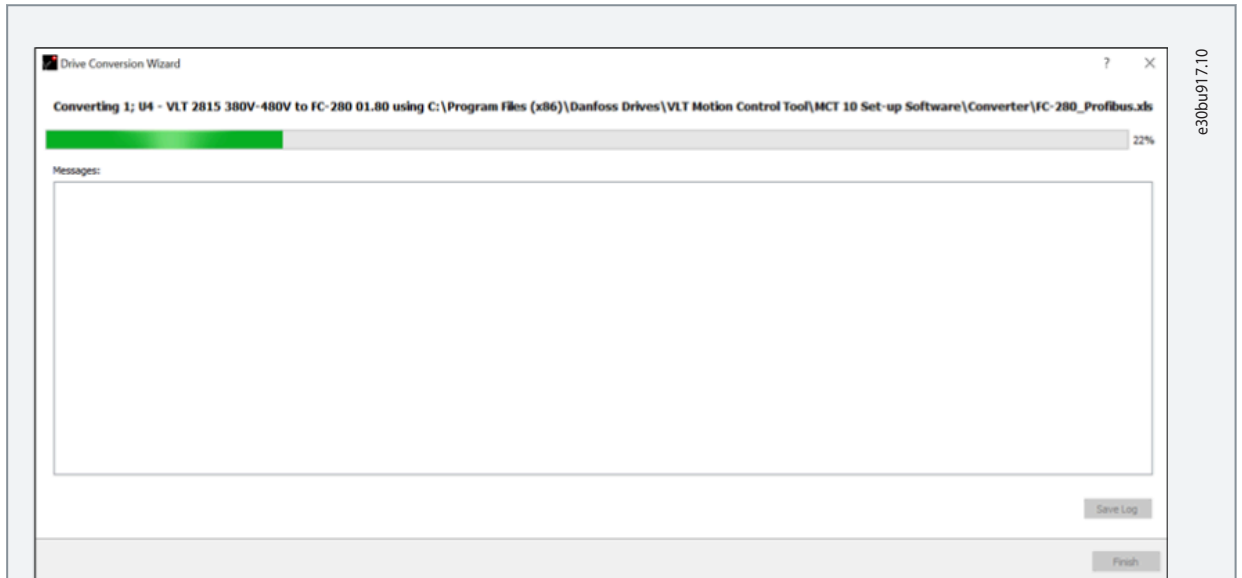 Drive Conversion Wizard
?
Converting 1; U4 - VLT 2815 380V-480V to FC-280 01.80 using C:\Program Files (x86)\Danfoss Drives\VLT Motion Control Tool\MCT 10 Set-up Software\Converter\FC-280_Profibus.xls
22%
Messages:
Save Log
Finish
e30bu917.10